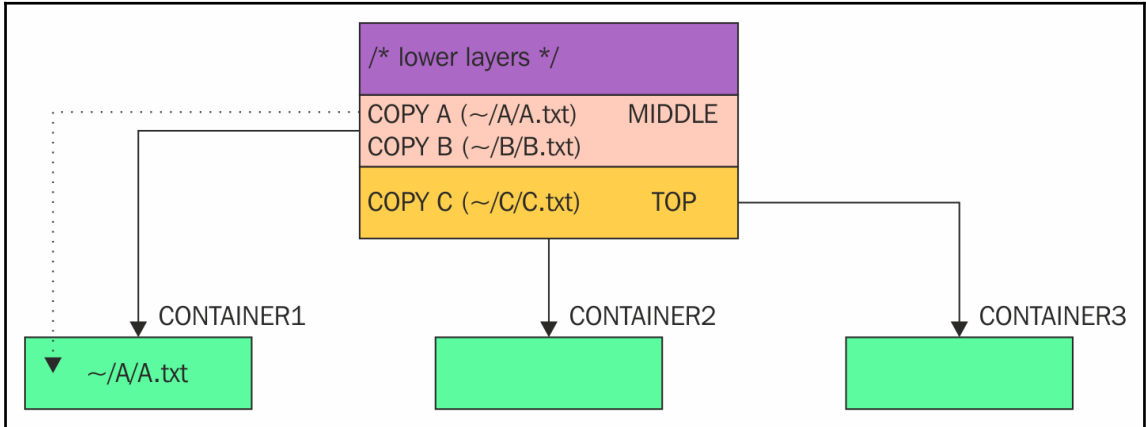 /* lower layers */
COPY A (~/A/A.txt) MIDDLE
COPY B (~/B/B.txt)
COPY C (~/C/C.txt) TOP
CONTAINER1
CONTAINER2
CONTAINER3
~/A/A.txt